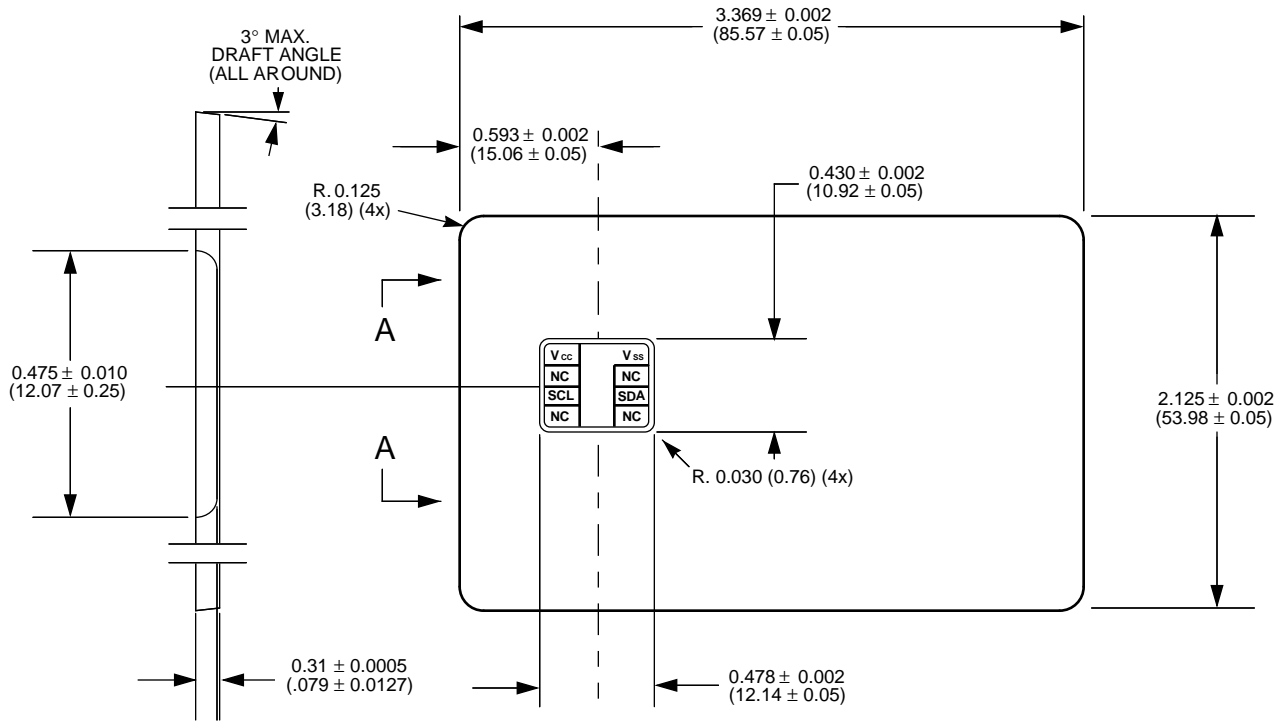 3.369 ± 0.002
(85.57 ± 0.05)
3° MAX.
DRAFT ANGLE
(ALL AROUND)
0.593 ± 0.002
(15.06 ± 0.05)
0.430 ± 0.002
(10.92 ± 0.05)
R. 0.125
(3.18) (4x)
A
Vcc Vss
NC NC
SCL SDA
NC NC
0.475 ± 0.010
(12.07 ± 0.25)
2.125 ± 0.002
(53.98 ± 0.05)
A
R. 0.030 (0.76) (4x)
0.31 ± 0.0005
(.079 ± 0.0127)
0.478 ± 0.002
(12.14 ± 0.05)